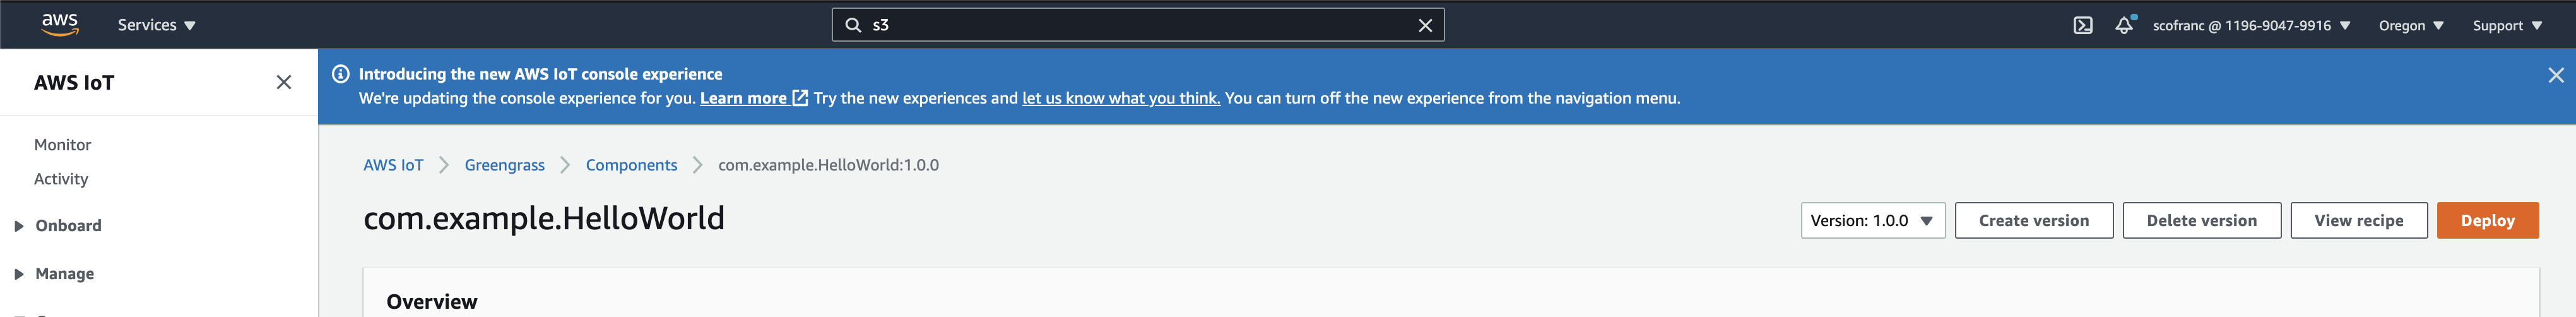 aws
Services
s3
scofranc @ 1196-9047-9916
Oregon
Support
AWS IoT
Introducing the new AWS IoT console experience
We're updating the console experience for you. Learn more Try the new experiences and let us know what you think. You can turn off the new experience from the navigation menu.
Monitor
Activity
Onboard
Manage
AWS IoT
Greengrass
Components
com.example.HelloWorld:1.0.0
com.example.HelloWorld
Version: 1.0.0
Create version
Delete version
View recipe
Deploy
Overview